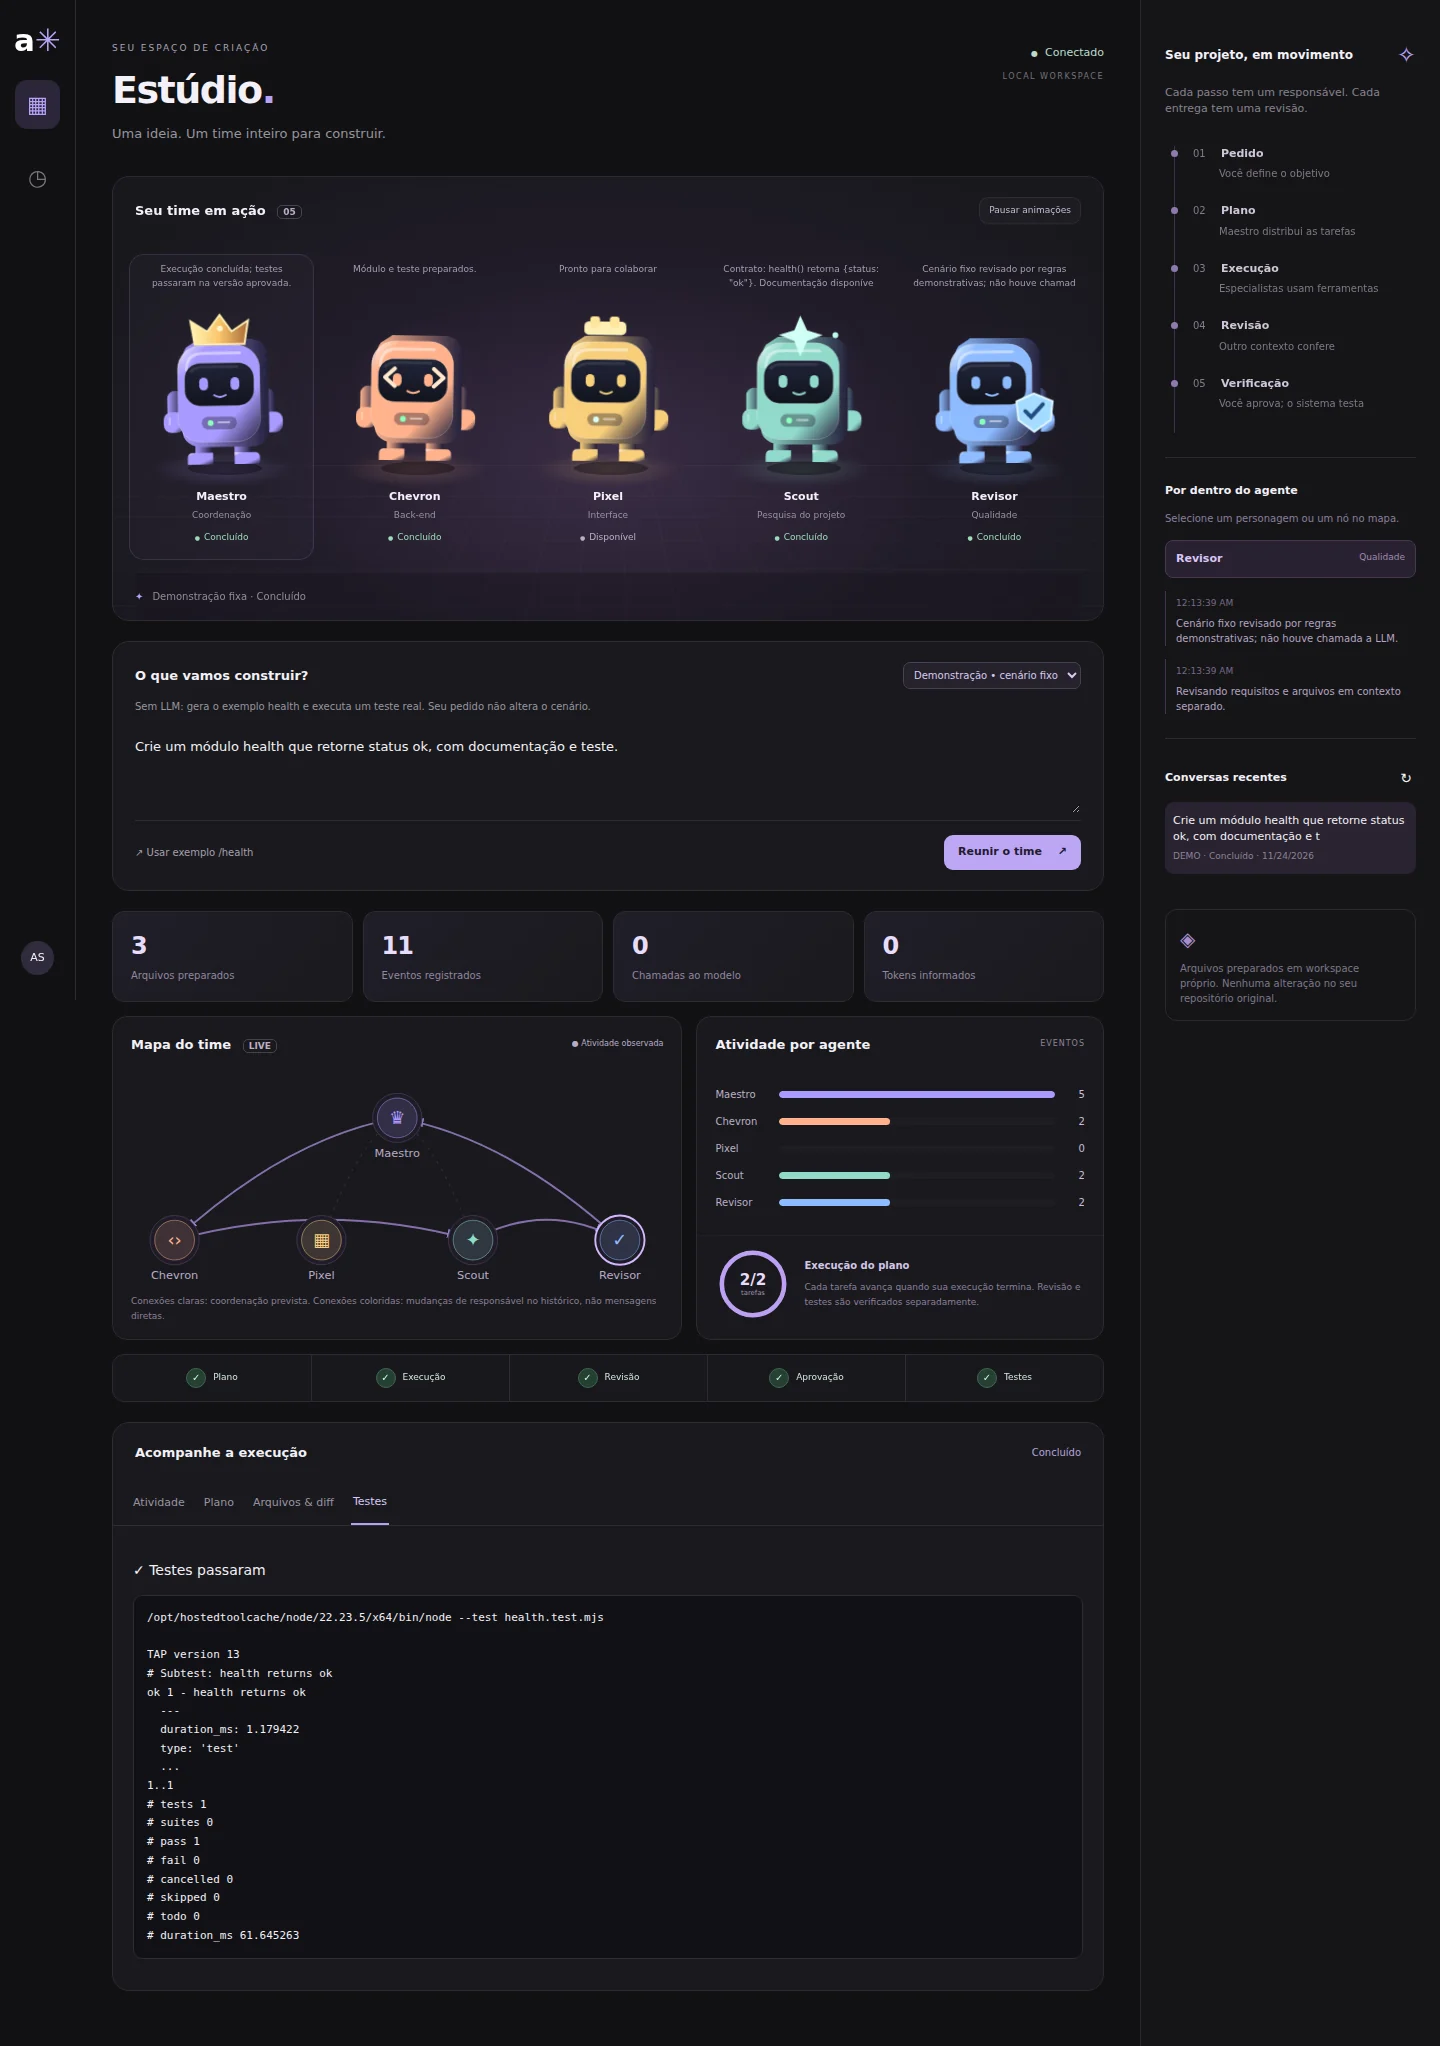 a✳
AS
SEU ESPAÇO DE CRIAÇÃO
Estúdio.
Uma ideia. Um time inteiro para construir.
● Conectado
LOCAL WORKSPACE
Seu time em ação 05
Pausar animações
Execução concluída; testes
passaram na versão aprovada.
Maestro
Coordenação
● Concluído
Módulo e teste preparados.
Chevron
Back-end
● Concluído
Pronto para colaborar
Pixel
Interface
● Disponível
Contrato: health() retorna {status:
"ok"}. Documentação disponíve
Scout
Pesquisa do projeto
● Concluído
Cenário fixo revisado por regras
demonstrativas; não houve chamad
Revisor
Qualidade
● Concluído
✦ Demonstração fixa · Concluído
O que vamos construir?
Demonstração • cenário fixo
Sem LLM: gera o exemplo health e executa um teste real. Seu pedido não altera o cenário.
Crie um módulo health que retorne status ok, com documentação e teste.
↗ Usar exemplo /health
Reunir o time ↗
3
Arquivos preparados
11
Eventos registrados
0
Chamadas ao modelo
0
Tokens informados
Mapa do time LIVE
● Atividade observada
Maestro
Chevron
Pixel
Scout
Revisor
Conexões claras: coordenação prevista. Conexões coloridas: mudanças de responsável no histórico, não mensagens
diretas.
Atividade por agente
EVENTOS
Maestro 5
Chevron 2
Pixel 0
Scout 2
Revisor 2
2/2
tarefas
Execução do plano
Cada tarefa avança quando sua execução termina. Revisão e
testes são verificados separadamente.
✓ Plano
✓ Execução
✓ Revisão
✓ Aprovação
✓ Testes
Acompanhe a execução
Concluído
Atividade Plano Arquivos & diff Testes
✓ Testes passaram
/opt/hostedtoolcache/node/22.23.5/x64/bin/node --test health.test.mjs
TAP version 13
# Subtest: health returns ok
ok 1 - health returns ok
---
duration_ms: 1.179422
type: 'test'
...
1..1
# tests 1
# suites 0
# pass 1
# fail 0
# cancelled 0
# skipped 0
# todo 0
# duration_ms 61.645263
Seu projeto, em movimento
Cada passo tem um responsável. Cada
entrega tem uma revisão.
01 Pedido
Você define o objetivo
02 Plano
Maestro distribui as tarefas
03 Execução
Especialistas usam ferramentas
04 Revisão
Outro contexto confere
05 Verificação
Você aprova; o sistema testa
Por dentro do agente
Selecione um personagem ou um nó no mapa.
Revisor Qualidade
12:13:39 AM
Cenário fixo revisado por regras
demonstrativas; não houve chamada a LLM.
12:13:39 AM
Revisando requisitos e arquivos em contexto
separado.
Conversas recentes ↻
Crie um módulo health que retorne status
ok, com documentação e t
DEMO · Concluído · 11/24/2026
Arquivos preparados em workspace
próprio. Nenhuma alteração no seu
repositório original.